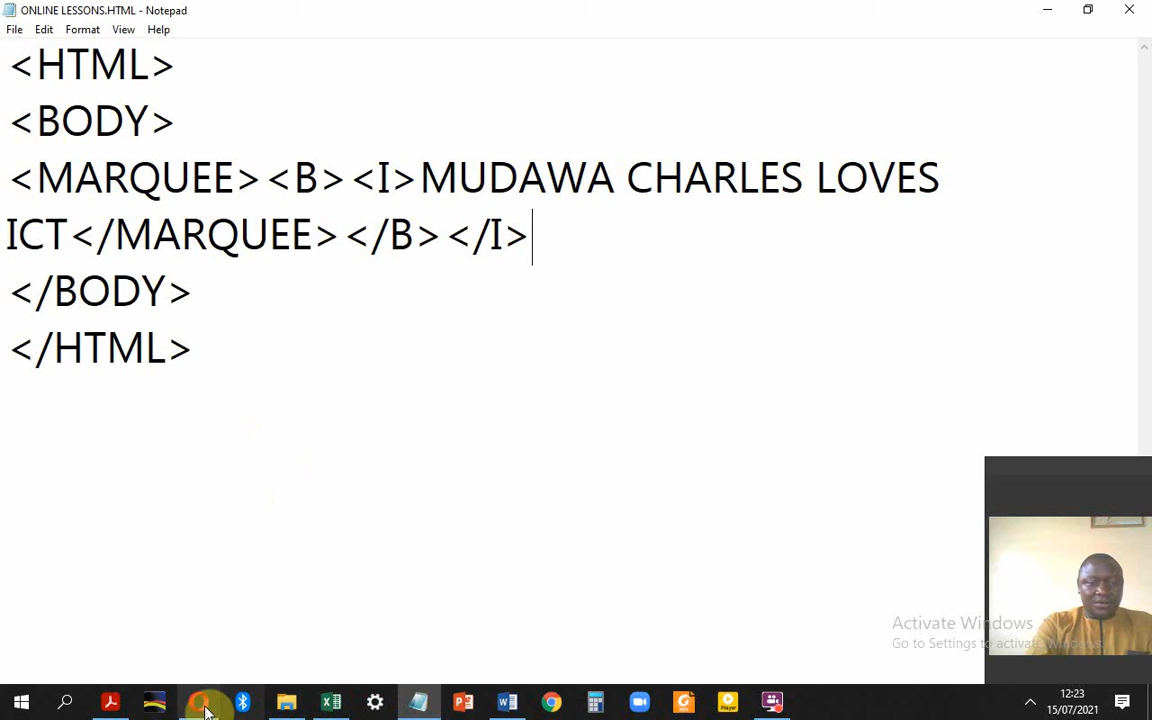 ONLINE LESSONS.HTML - Notepad
File Edit Format View Help
<HTML>
<BODY>
<MARQUEE><B><I>MUDAWA CHARLES LOVES
ICT</MARQUEE></B></I>
</BODY>
</HTML>
Activate Windows
Go to Settings to activate Windows.
12:23
15/07/2021